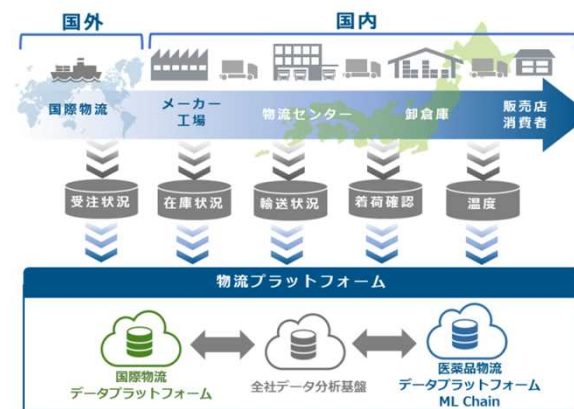 国外
国内
国際物流
メーカー
工場
物流センター
卸倉庫
販売店
消費者
受注状況
在庫状況
輸送状況
着荷確認
温度
物流プラットフォーム
国際物流
データプラットフォーム
全社データ分析基盤
医薬品物流
データプラットフォーム
ML Chain